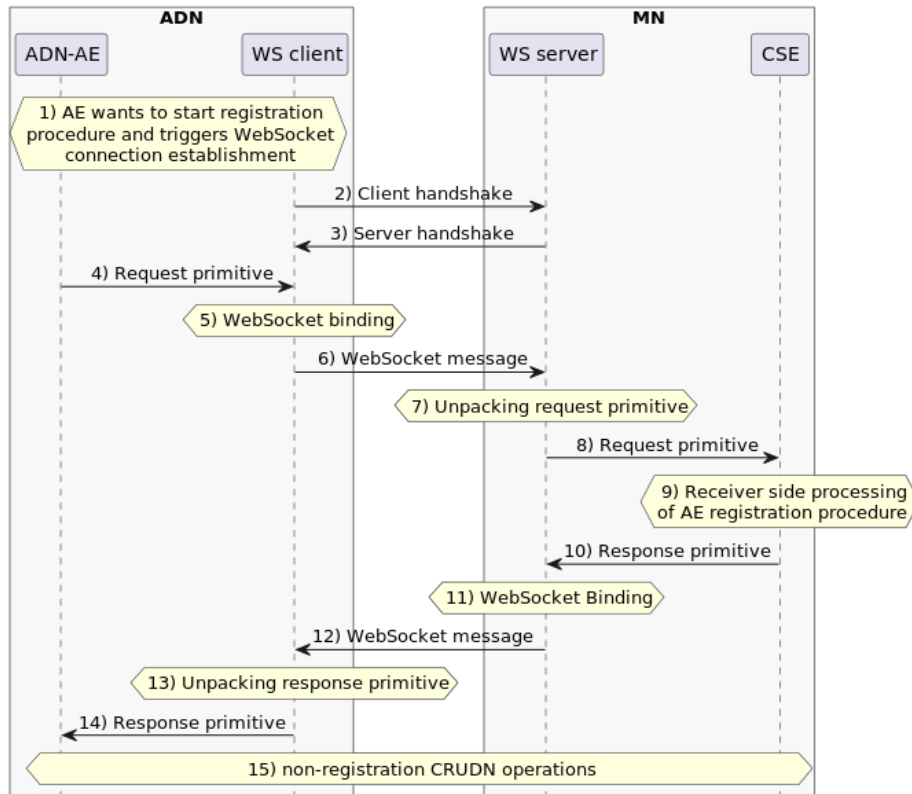 ADN
MN
ADN-AE
WS client
WS server
CSE
1) AE wants to start registration
procedure and triggers WebSocket
connection establishment
2) Client handshake
3) Server handshake
4) Request primitive
5) WebSocket binding
6) WebSocket message
7) Unpacking request primitive
8) Request primitive
9) Receiver side processing
of AE registration procedure
10) Response primitive
11) WebSocket Binding
12) WebSocket message
13) Unpacking response primitive
14) Response primitive
15) non-registration CRUDN operations